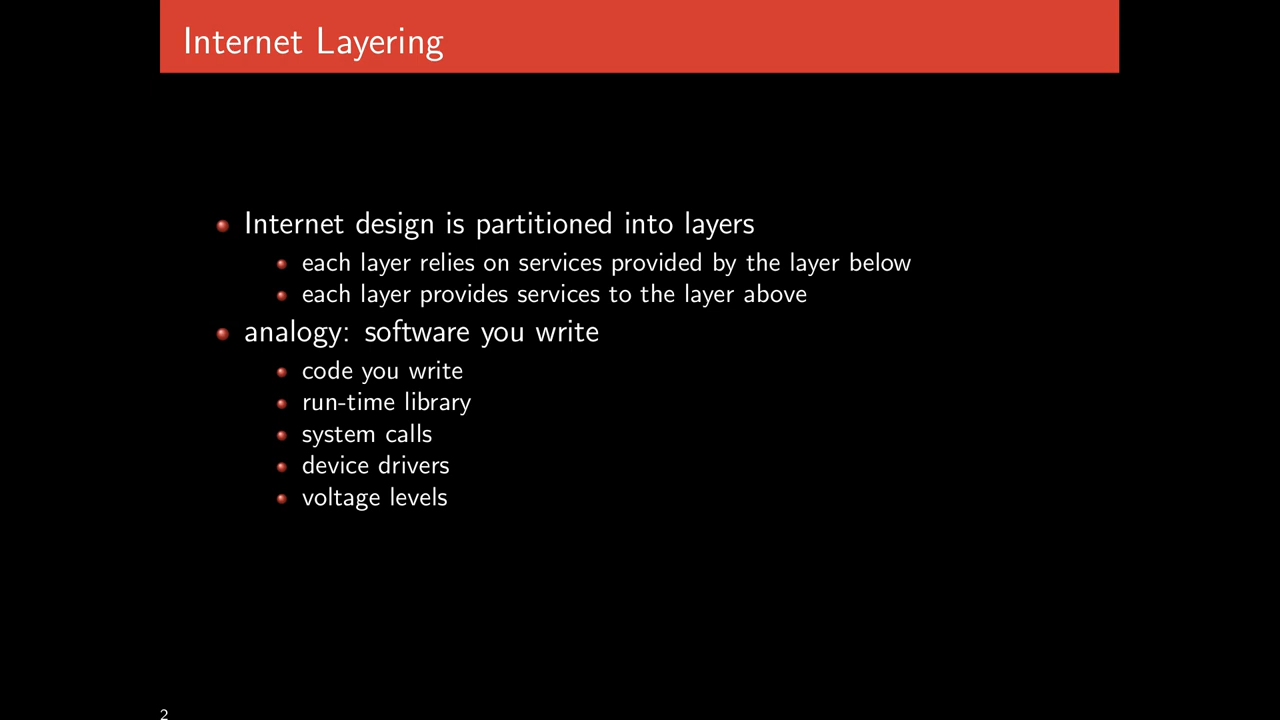 Internet Layering
Internet design is partitioned into layers
each layer relies on services provided by the layer below
each layer provides services to the layer above
analogy: software you write
code you write
run-time library
system calls
device drivers
voltage levels
2